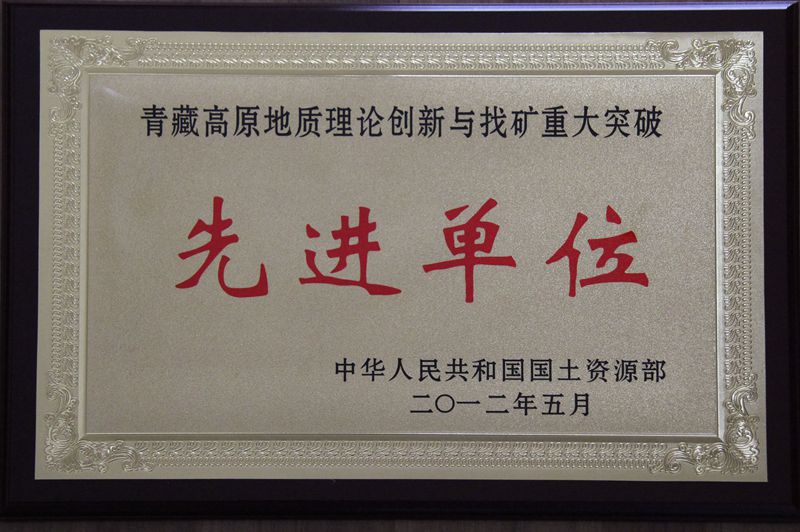 青藏高原地质理论创新与找矿重大突破
先进单位
中华人民共和国国土资源部
二〇一二年五月